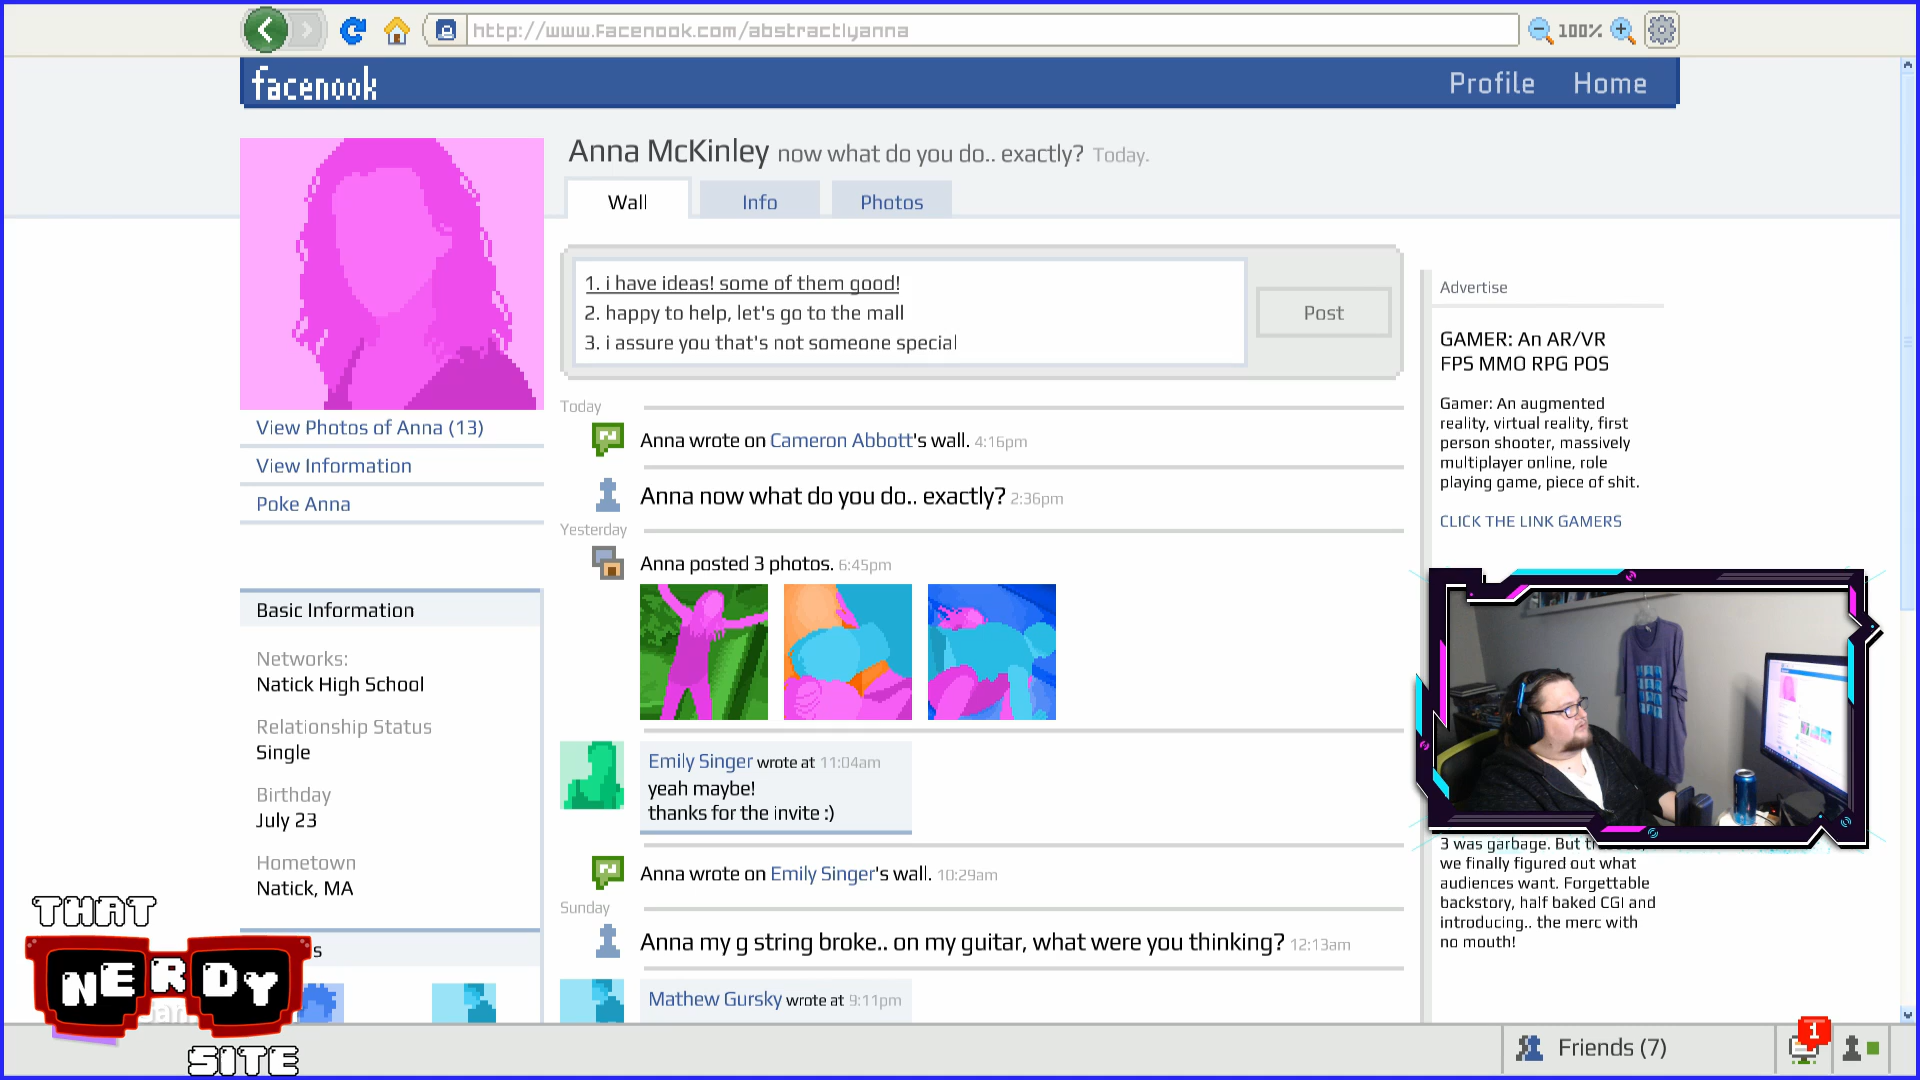 http://www.facenook.com/abstractlyanna
100%
facenook
Profile
Home
Anna McKinley now what do you do.. exactly? Today.
Wall
Info
Photos
1. i have ideas! some of them good!
2. happy to help, let's go to the mall
3. i assure you that's not someone special
Post
View Photos of Anna (13)
View Information
Poke Anna
Basic Information
Networks:
Natick High School
Relationship Status
Single
Birthday
July 23
Hometown
Natick, MA
s
Today
Anna wrote on Cameron Abbott's wall. 4:16pm
Anna now what do you do.. exactly? 2:36pm
Yesterday
Anna posted 3 photos. 6:45pm
Emily Singer wrote at 11:04am
yeah maybe!
thanks for the invite :)
Anna wrote on Emily Singer's wall. 10:29am
Sunday
Anna my g string broke.. on my guitar, what were you thinking? 12:13am
Mathew Gursky wrote at 9:11pm
Advertise
GAMER: An AR/VR
FPS MMO RPG POS
Gamer: An augmented
reality, virtual reality, first
person shooter, massively
multiplayer online, role
playing game, piece of shit.
CLICK THE LINK GAMERS
3 was garbage. But
we finally figured out what
audiences want. Forgettable
backstory, half baked CGI and
introducing.. the merc with
no mouth!
THAT
NERDY
SITE
Friends (7)
1